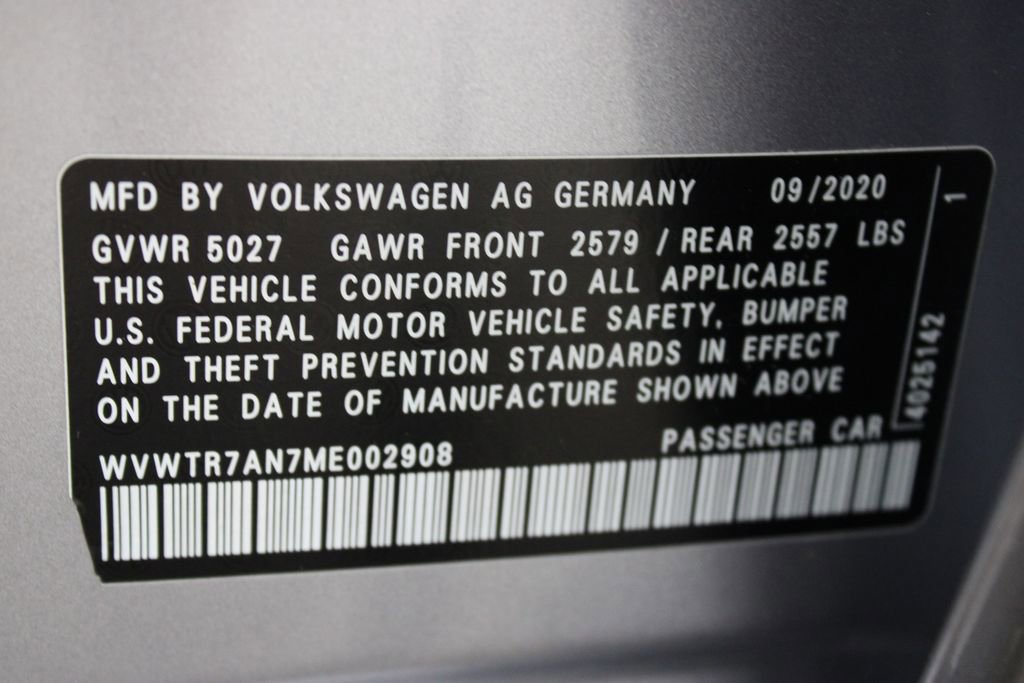 MFD BY VOLKSWAGEN AG GERMANY 09/2020
GVWR 5027 GAWR FRONT 2579 / REAR 2557 LBS
THIS VEHICLE CONFORMS TO ALL APPLICABLE
U.S. FEDERAL MOTOR VEHICLE SAFETY, BUMPER
AND THEFT PREVENTION STANDARDS IN EFFECT
ON THE DATE OF MANUFACTURE SHOWN ABOVE
WVWTR7AN7ME002908 PASSENGER CAR
4025142 1